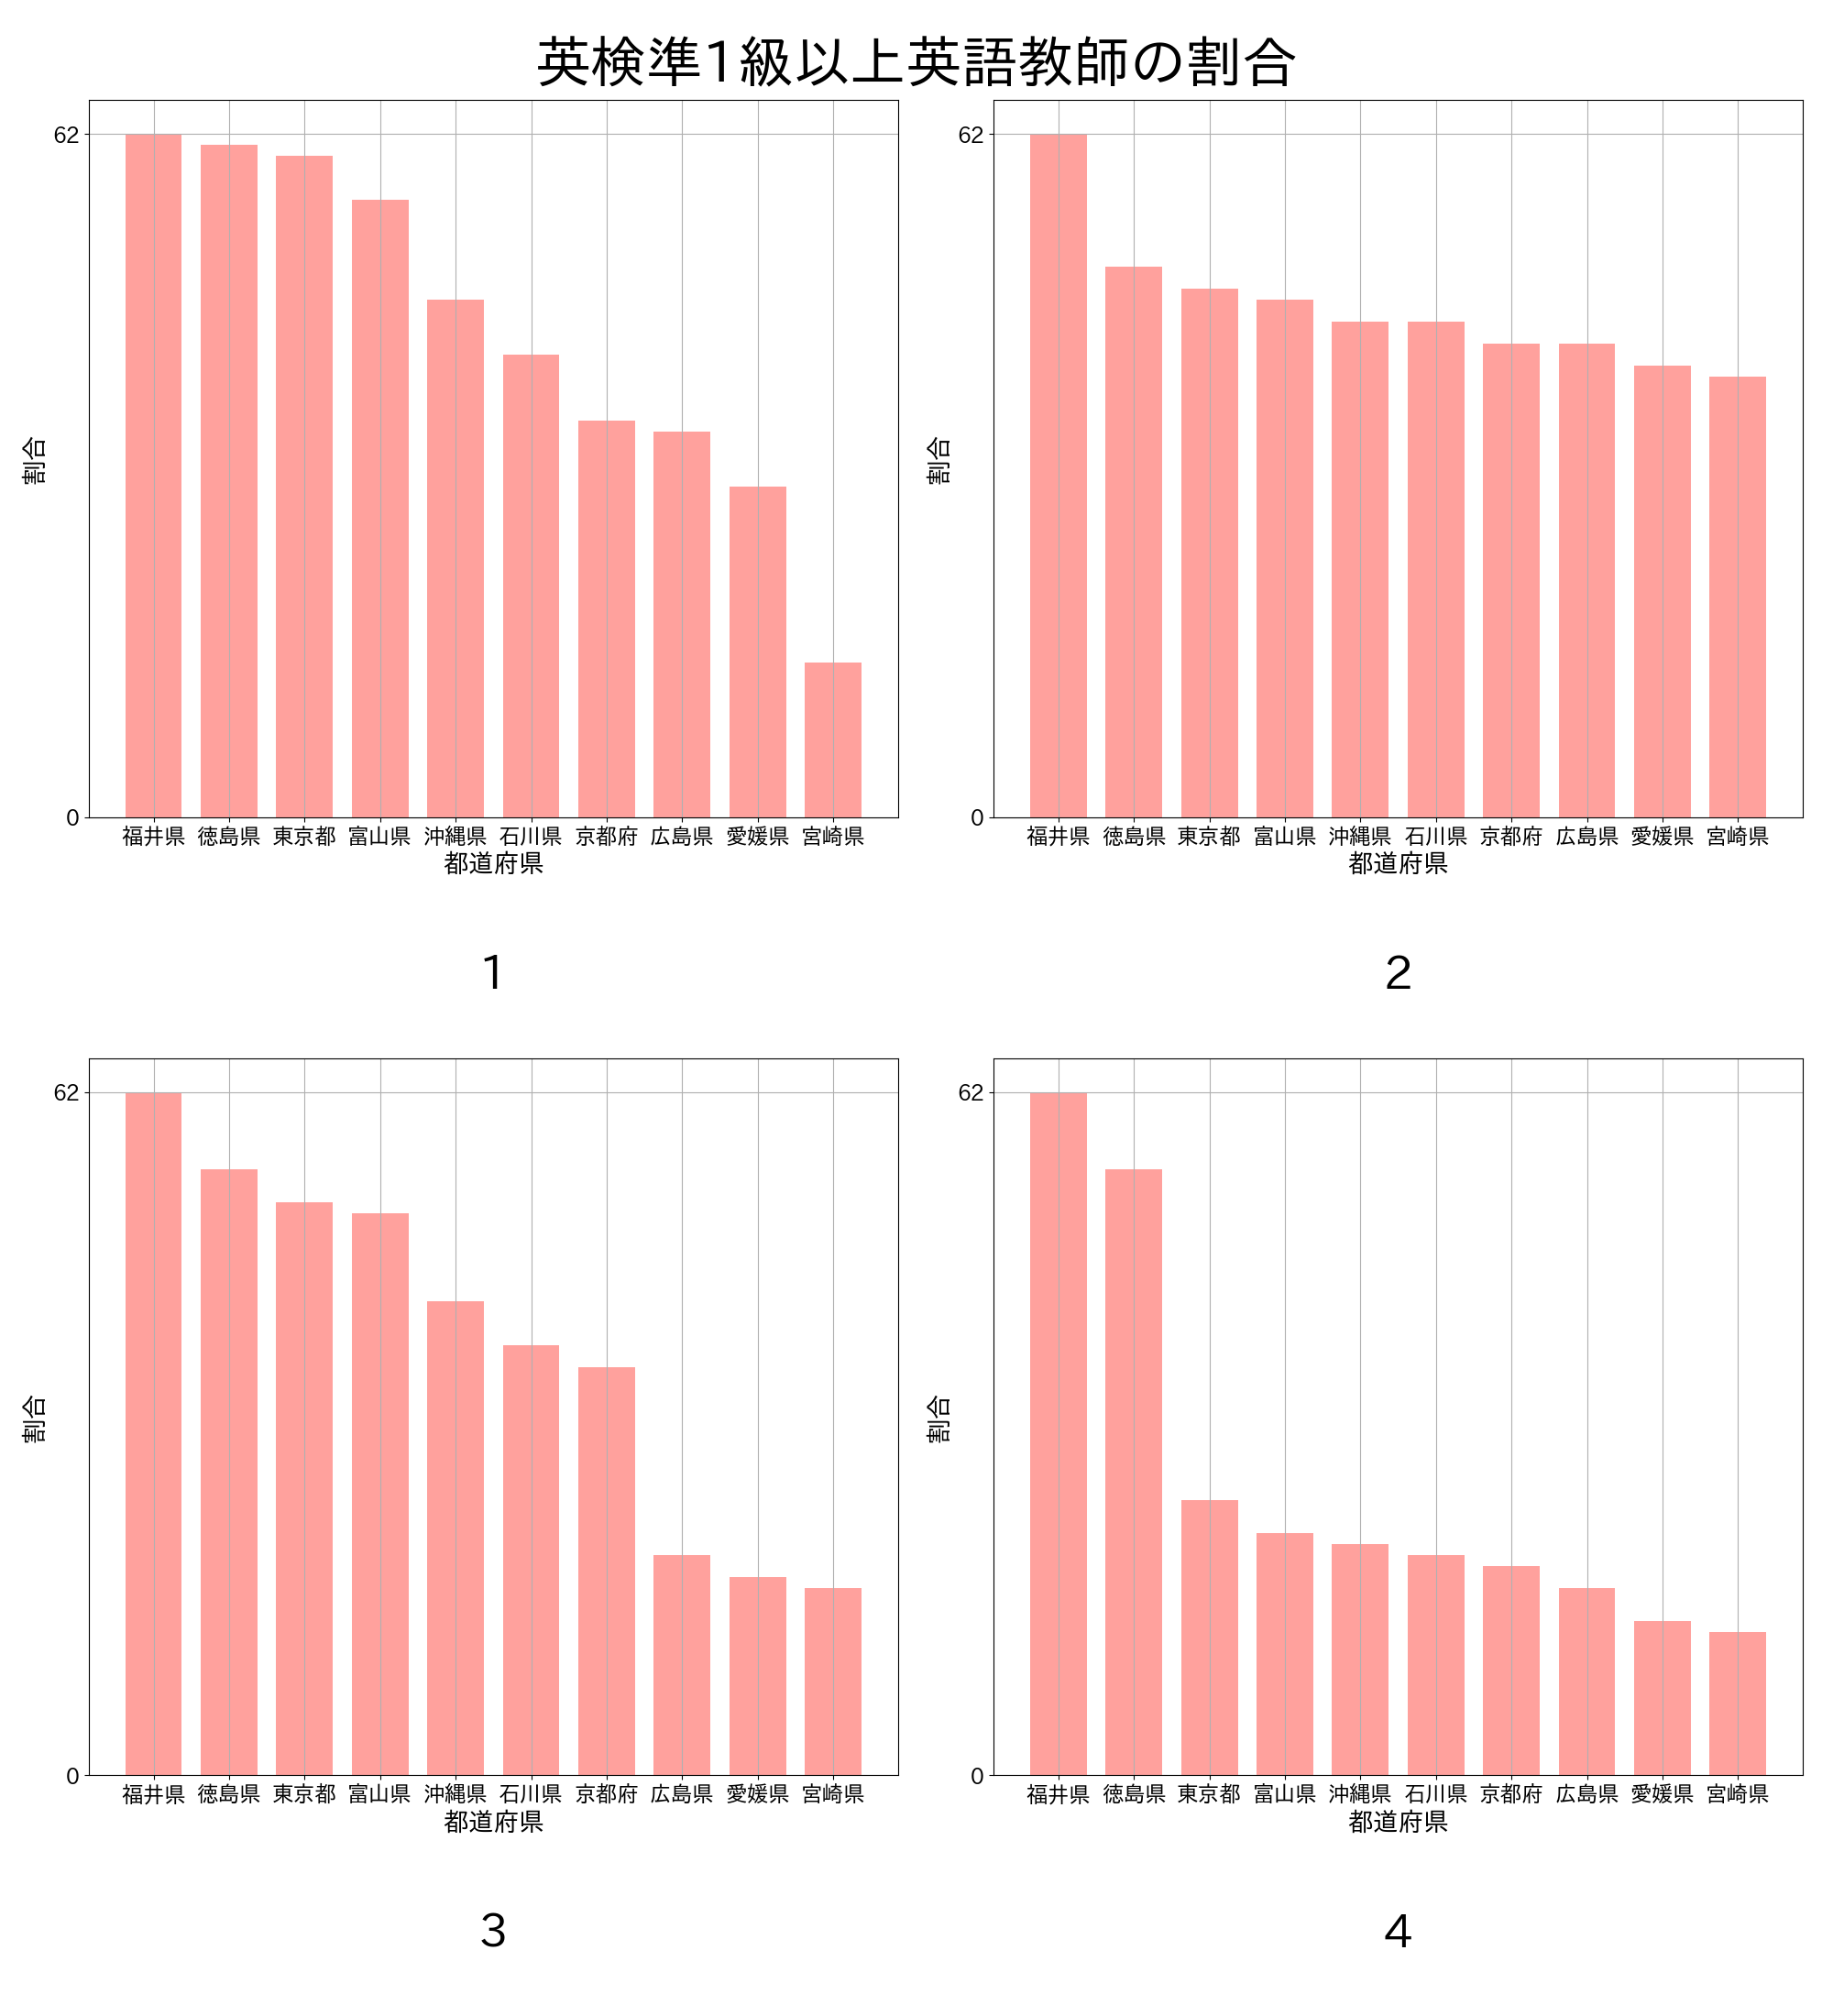 英検準1級以上英語教師の割合
62
0
割合
福井県 徳島県 東京都 富山県 沖縄県 石川県 京都府 広島県 愛媛県 宮崎県
都道府県
1
62
0
割合
福井県 徳島県 東京都 富山県 沖縄県 石川県 京都府 広島県 愛媛県 宮崎県
都道府県
2
62
0
割合
福井県 徳島県 東京都 富山県 沖縄県 石川県 京都府 広島県 愛媛県 宮崎県
都道府県
3
62
0
割合
福井県 徳島県 東京都 富山県 沖縄県 石川県 京都府 広島県 愛媛県 宮崎県
都道府県
4